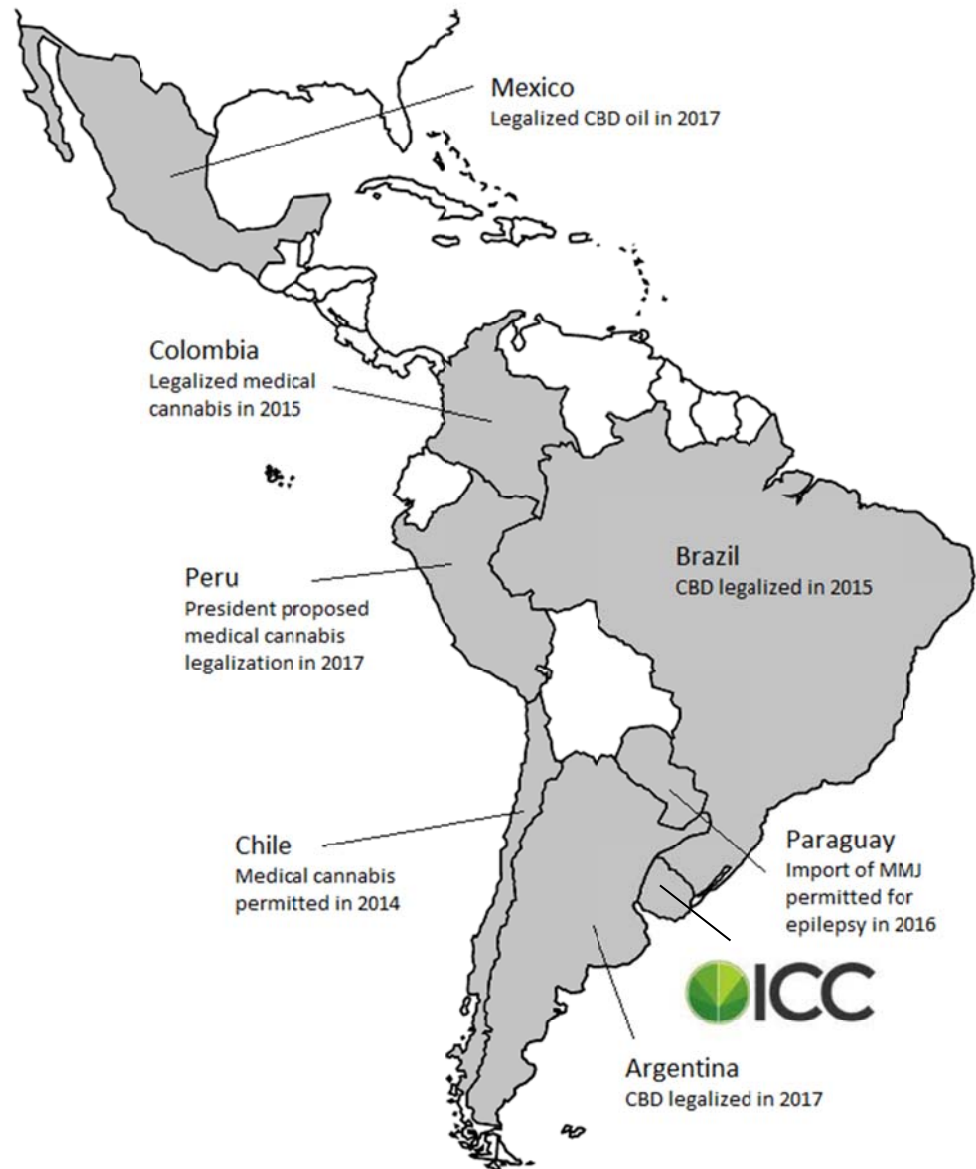 Mexico
Legalized CBD oil in 2017
Colombia
Legalized medical
cannabis in 2015
Brazil
CBD legalized in 2015
Peru
President proposed
medical cannabis
legalization in 2017
Chile
Medical cannabis
permitted in 2014
Paraguay
Import of MMJ
permitted for
epilepsy in 2016
ICC
Argentina
CBD legalized in 2017